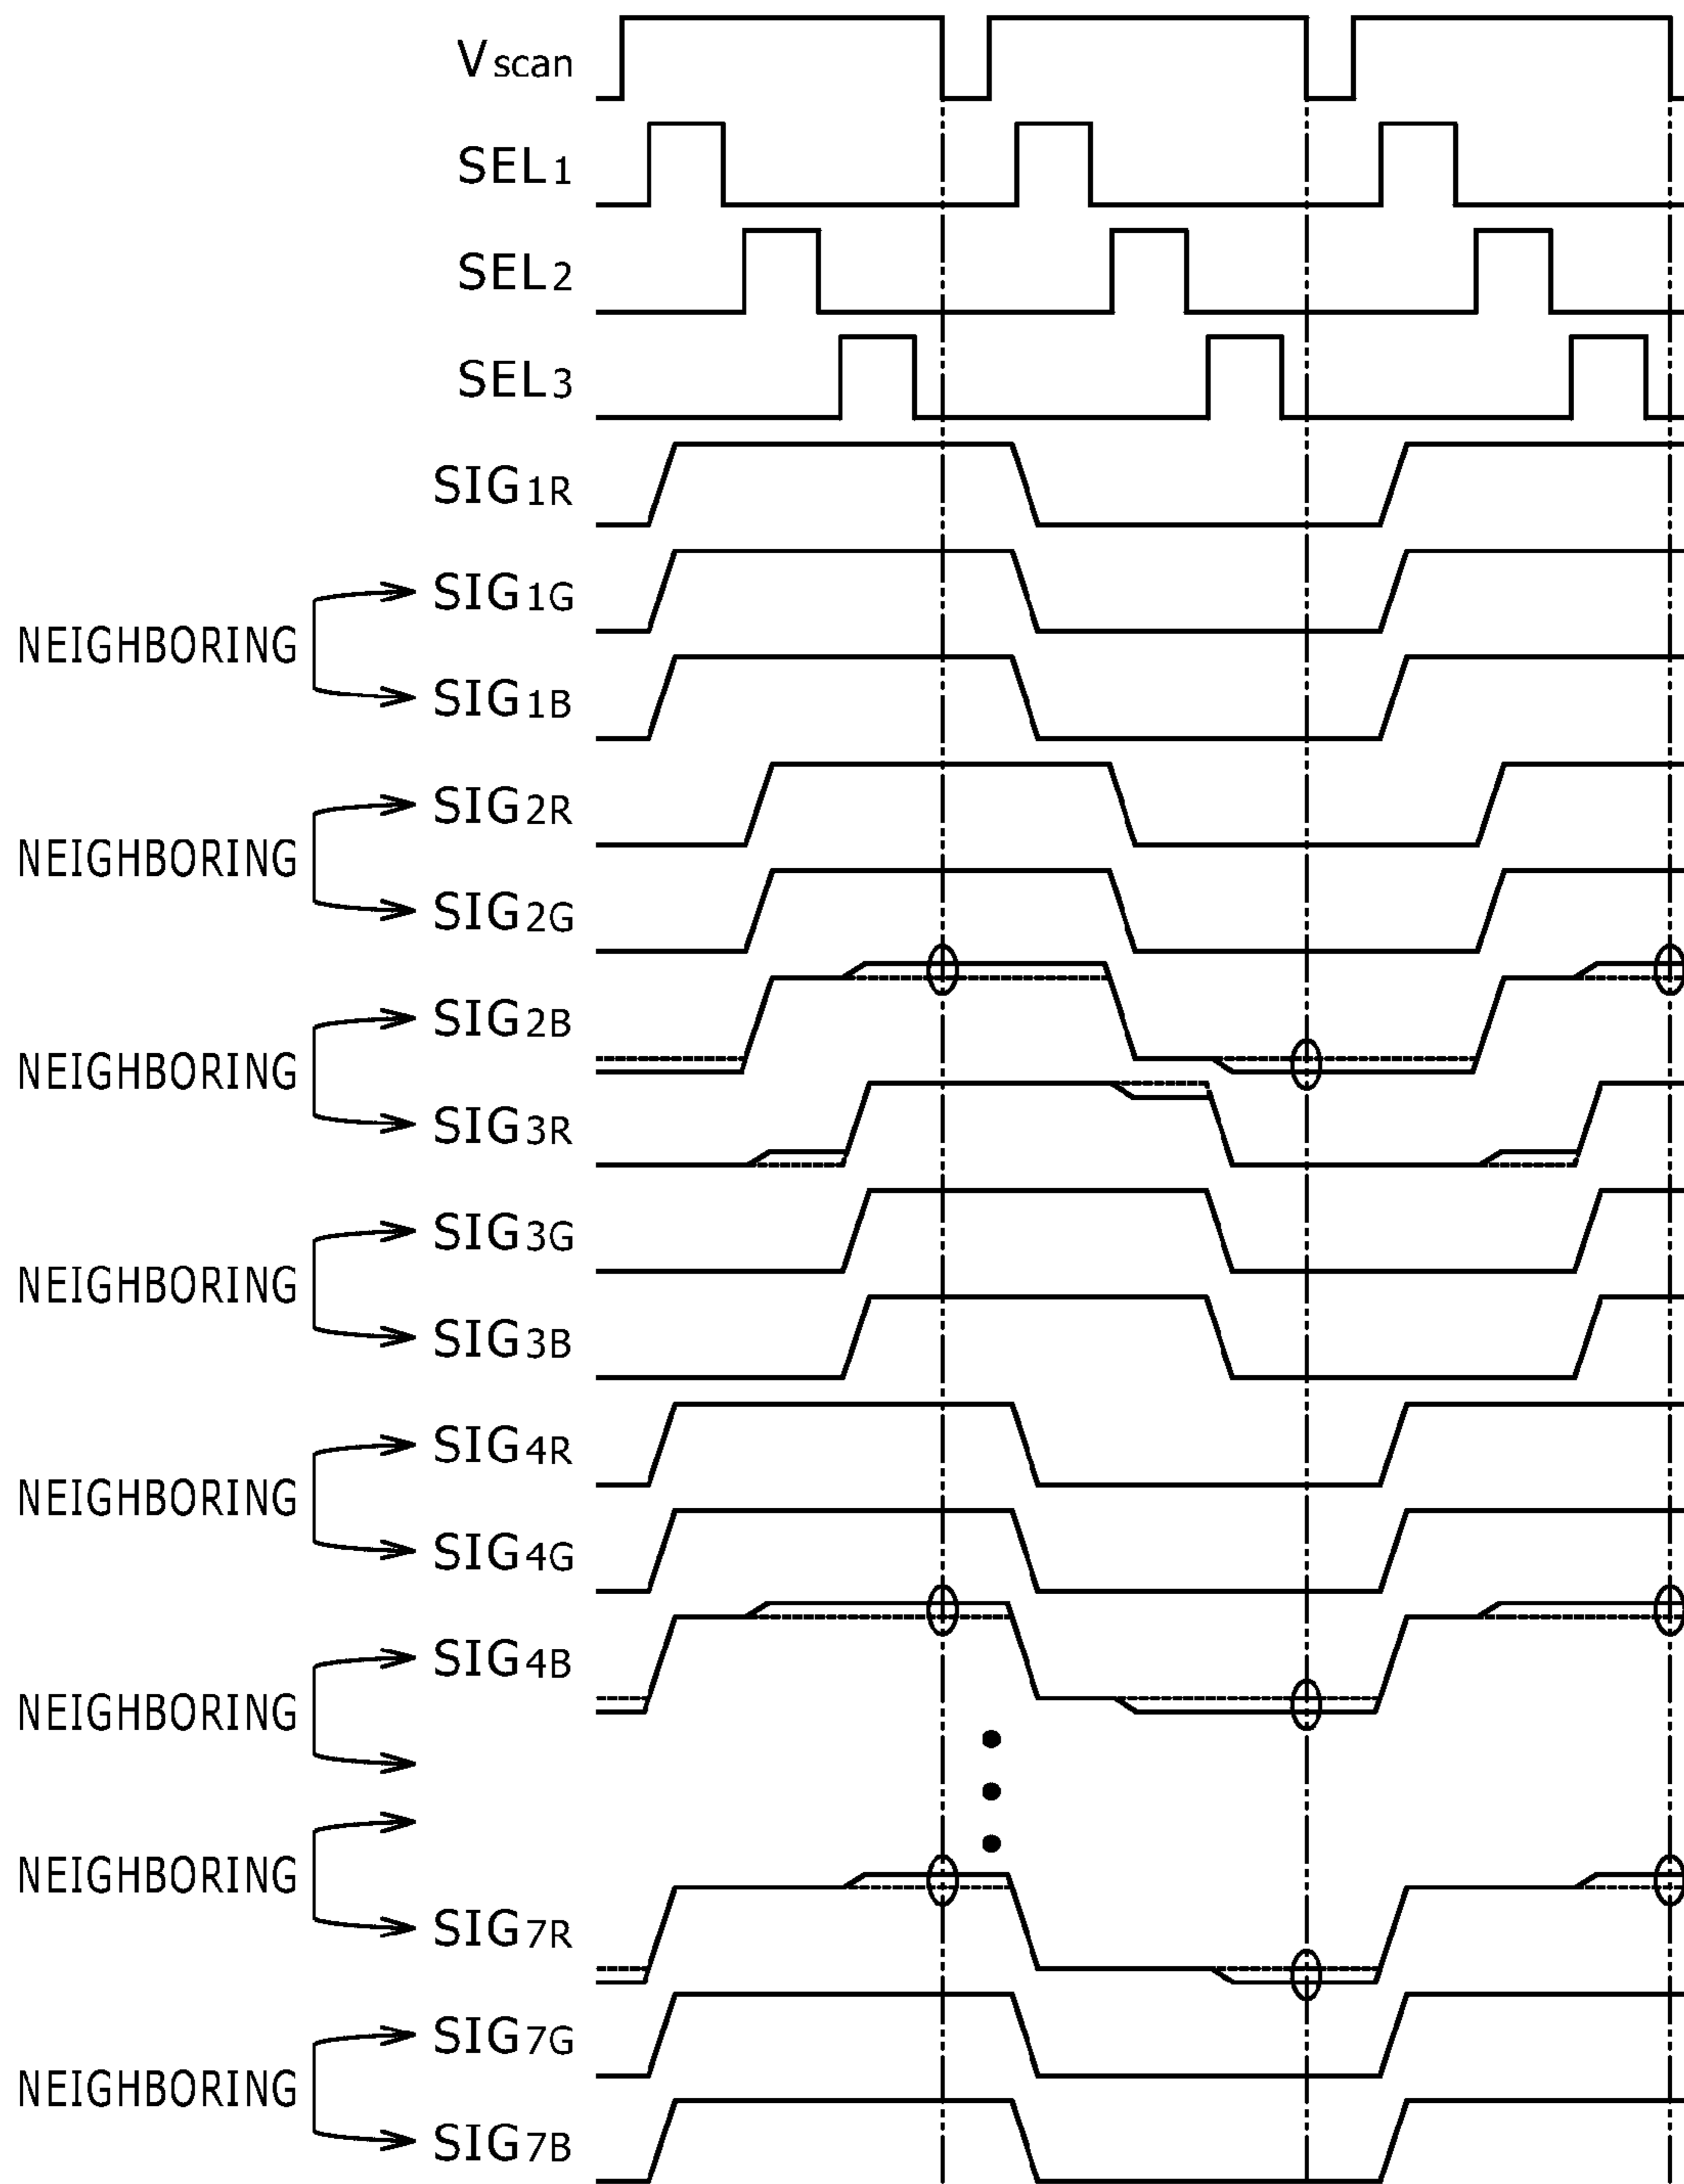 Vscan
SEL1
SEL2
SEL3
SIG1R
SIG1G
NEIGHBORING
SIG1B
SIG2R
NEIGHBORING
SIG2G
SIG2B
NEIGHBORING
SIG3R
SIG3G
NEIGHBORING
SIG3B
SIG4R
NEIGHBORING
SIG4G
SIG4B
NEIGHBORING
NEIGHBORING
SIG7R
SIG7G
NEIGHBORING
SIG7B